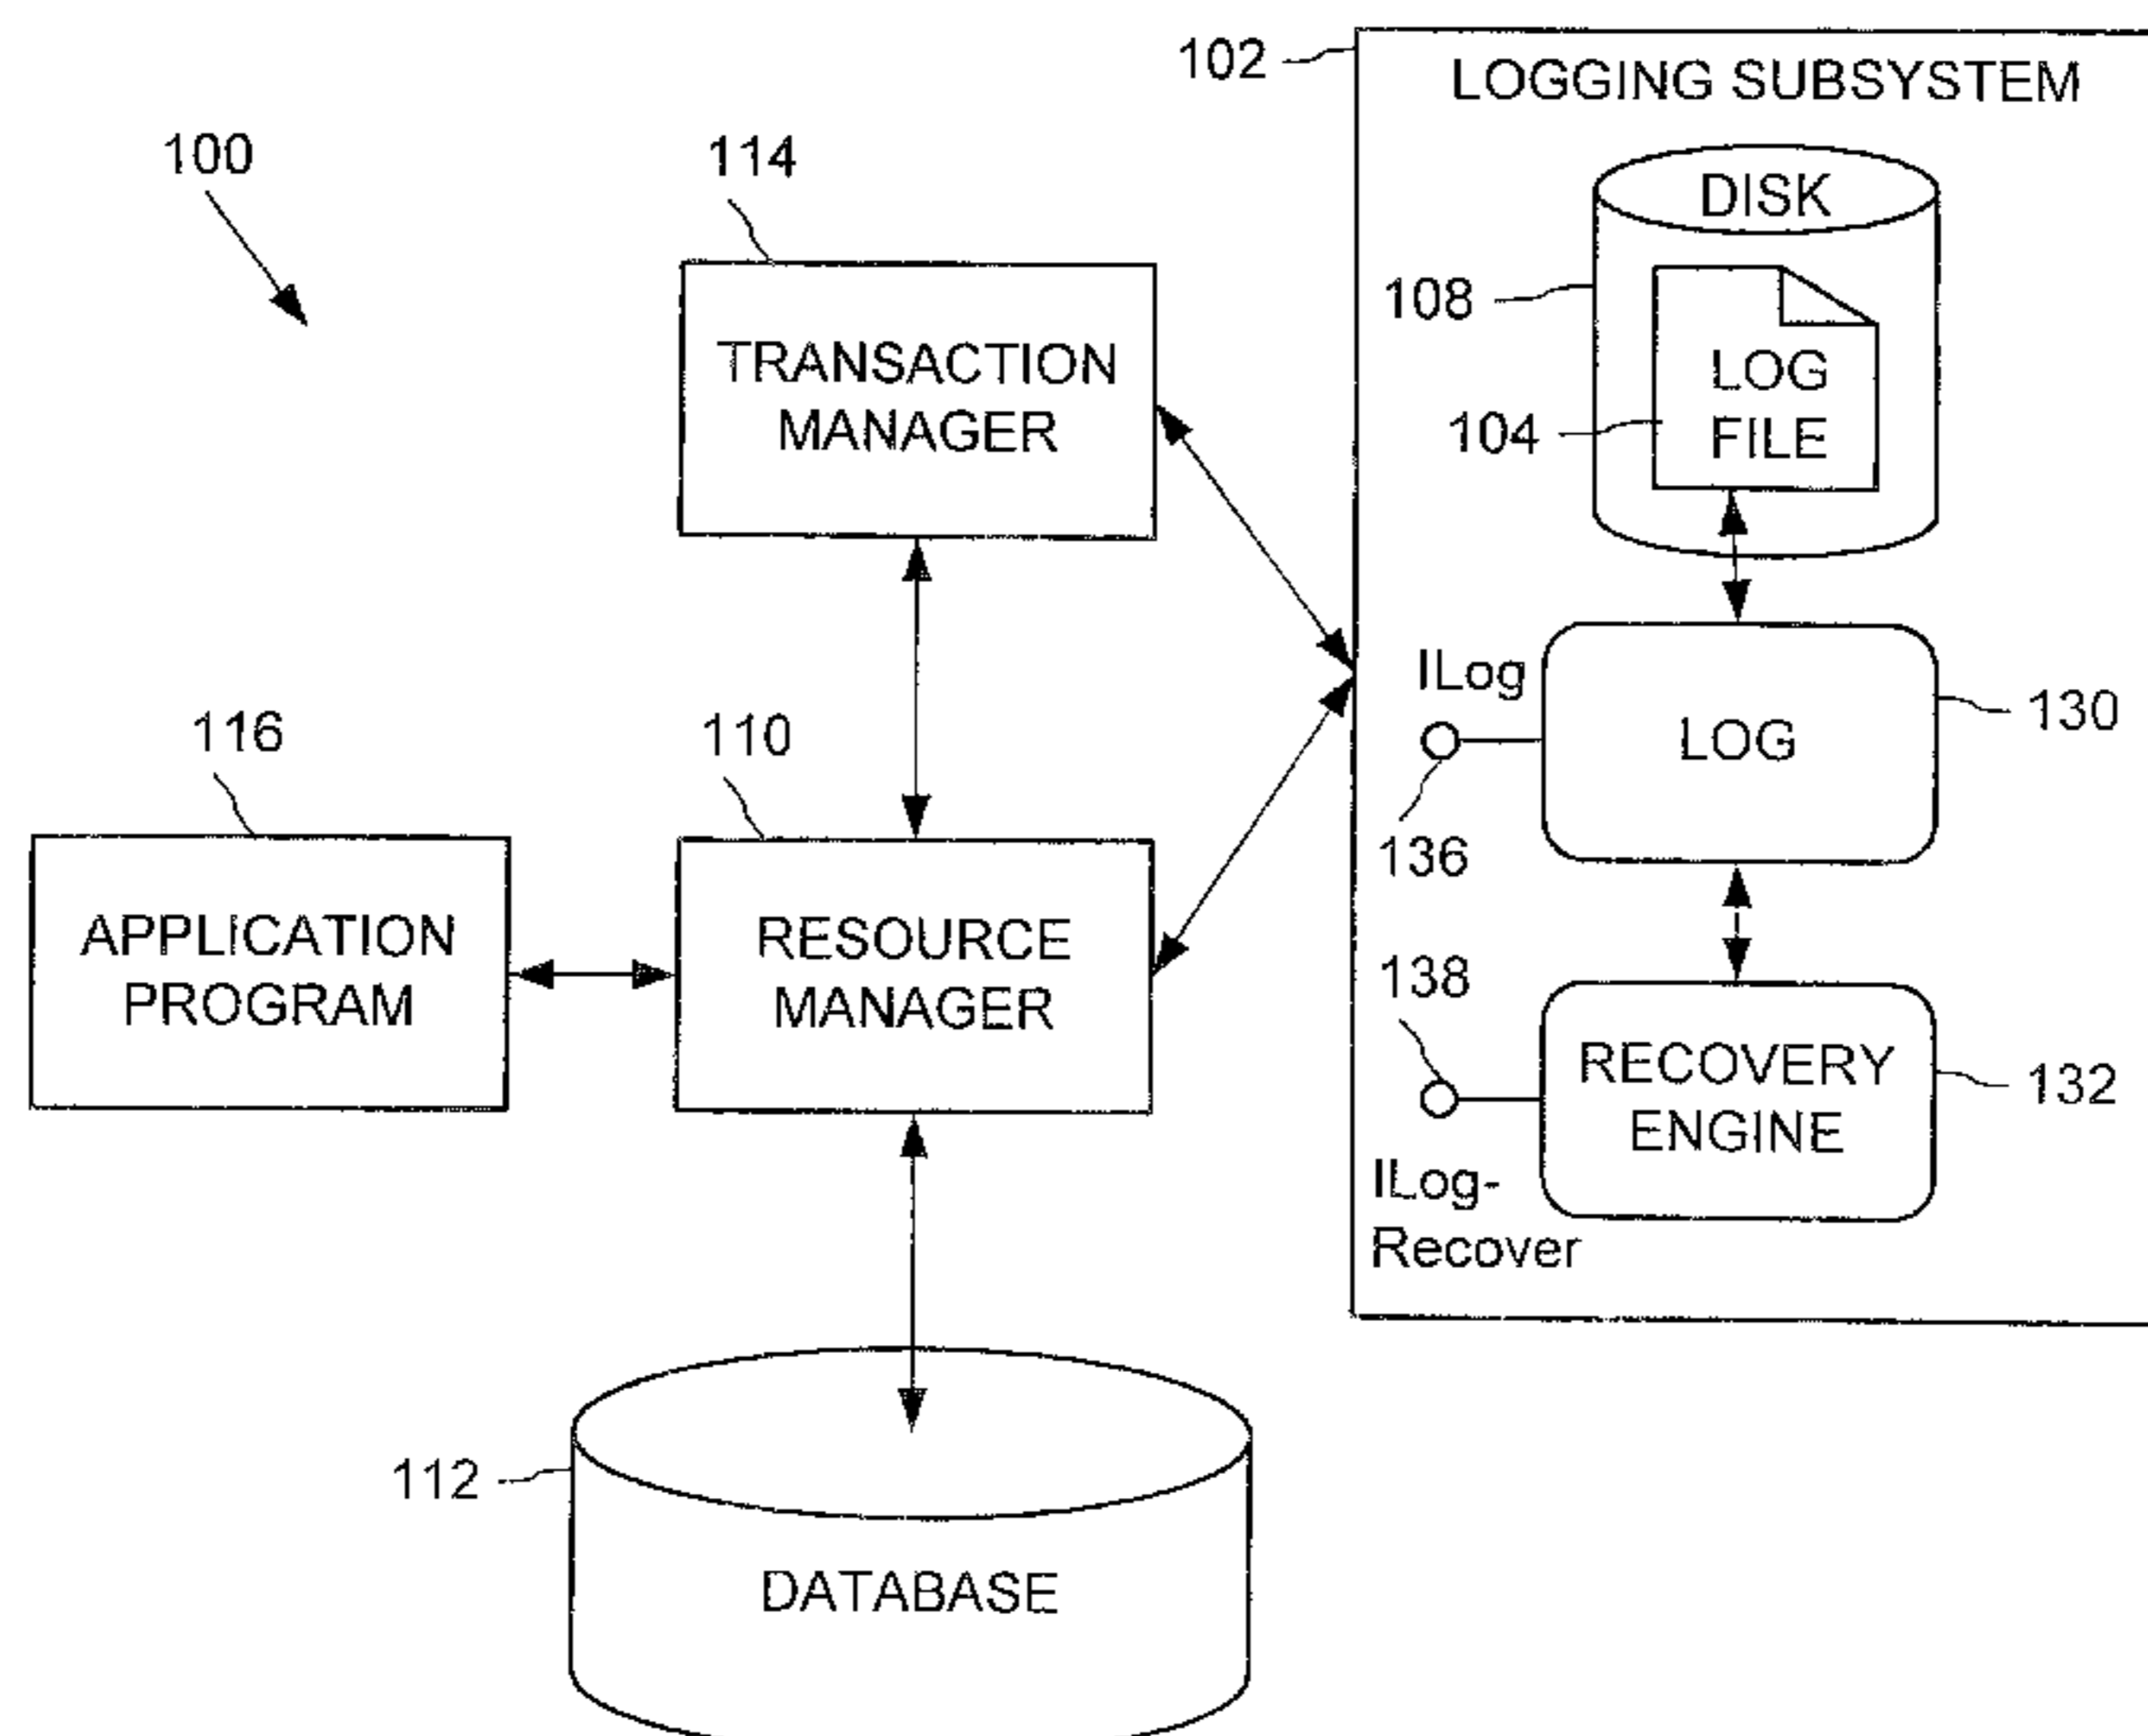 102
LOGGING SUBSYSTEM
100
114
DISK
108
TRANSACTION
MANAGER
LOG
FILE
104
ILog
130
LOG
116
110
136
APPLICATION
PROGRAM
RESOURCE
MANAGER
138
RECOVERY
ENGINE
132
ILog-
Recover
112
DATABASE